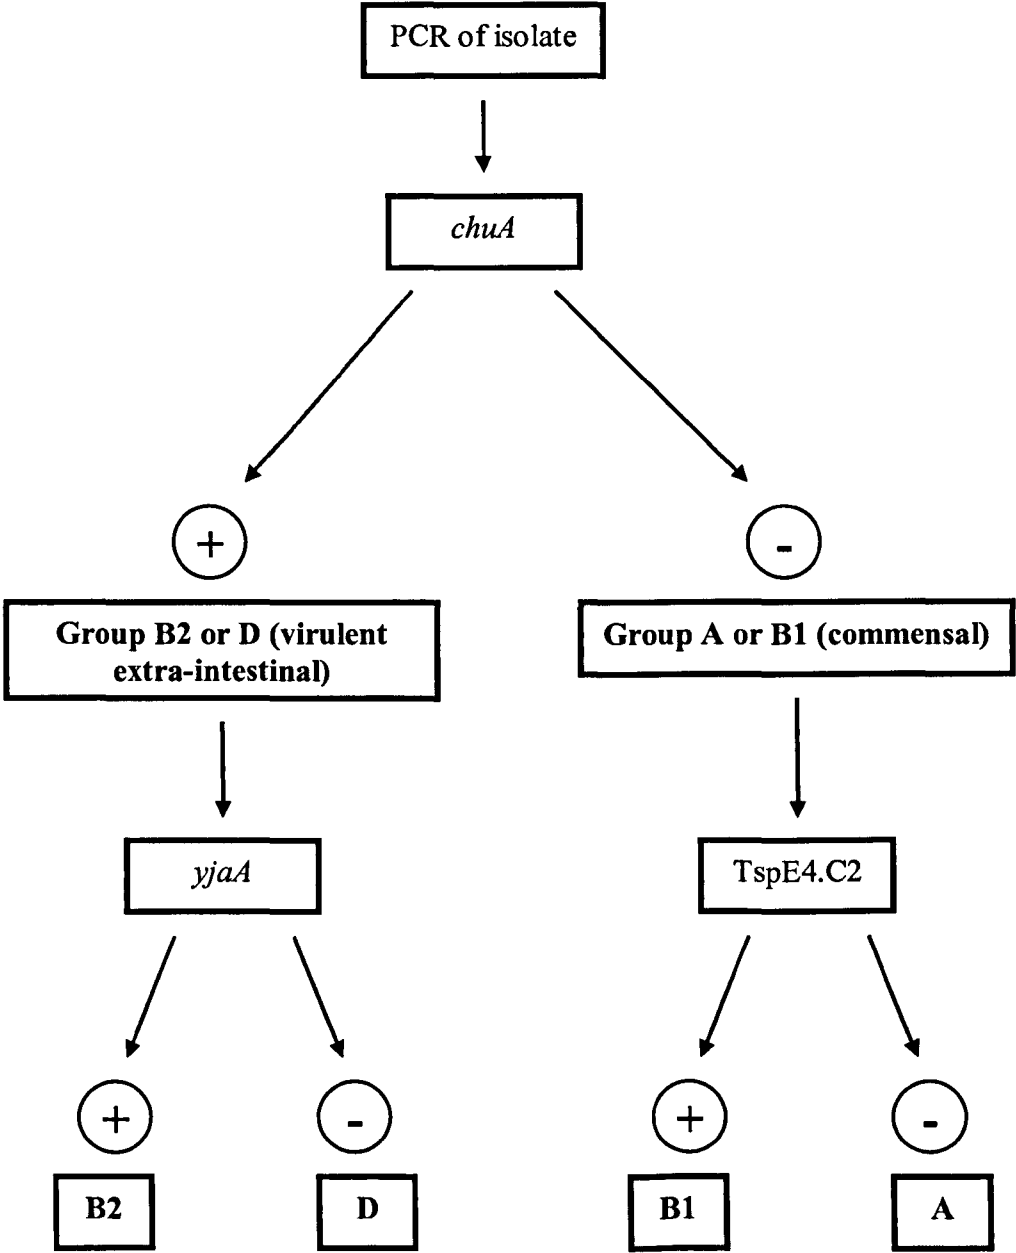 PCR of isolate
chuA
+
-
Group B2 or D (virulent
extra-intestinal)
Group A or B1 (commensal)
yjaA
TspE4.C2
+
-
+
-
B2
D
B1
A